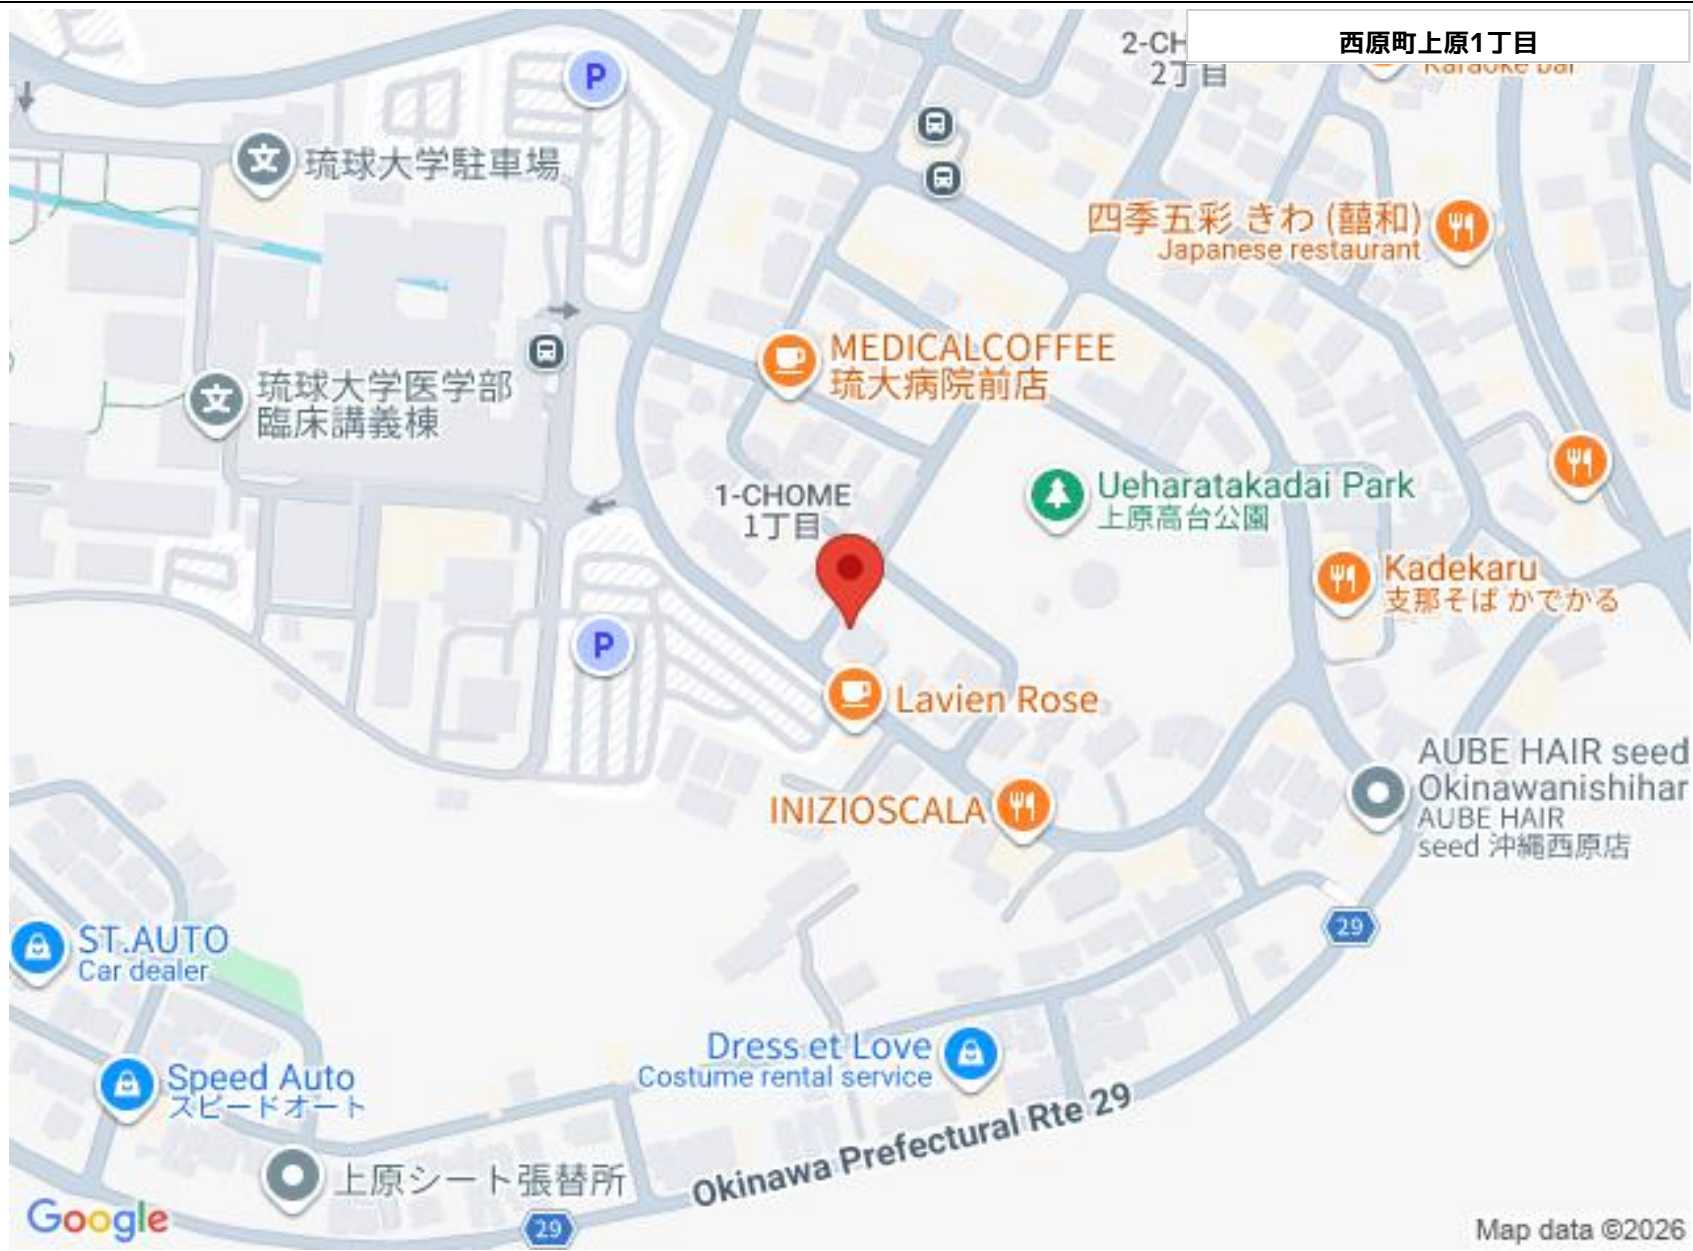 西原町上原1丁目
2丁目
Karaoke bar
琉球大学駐車場
四季五彩 きわ (囍和)
Japanese restaurant
MEDICALCOFFEE
琉大病院前店
琉球大学医学部
臨床講義棟
1-CHOME
1丁目
Ueharatakadai Park
上原高台公園
Kadekaru
支那そば かでかる
Lavien Rose
AUBE HAIR seed
Okinawanishihar
AUBE HAIR
seed 沖縄西原店
INIZIOSCALA
29
ST.AUTO
Car dealer
Dress et Love
Costume rental service
Speed Auto
スピードオート
Okinawa Prefectural Rte 29
上原シート張替所
29
Google
Map data ©2026
P
P